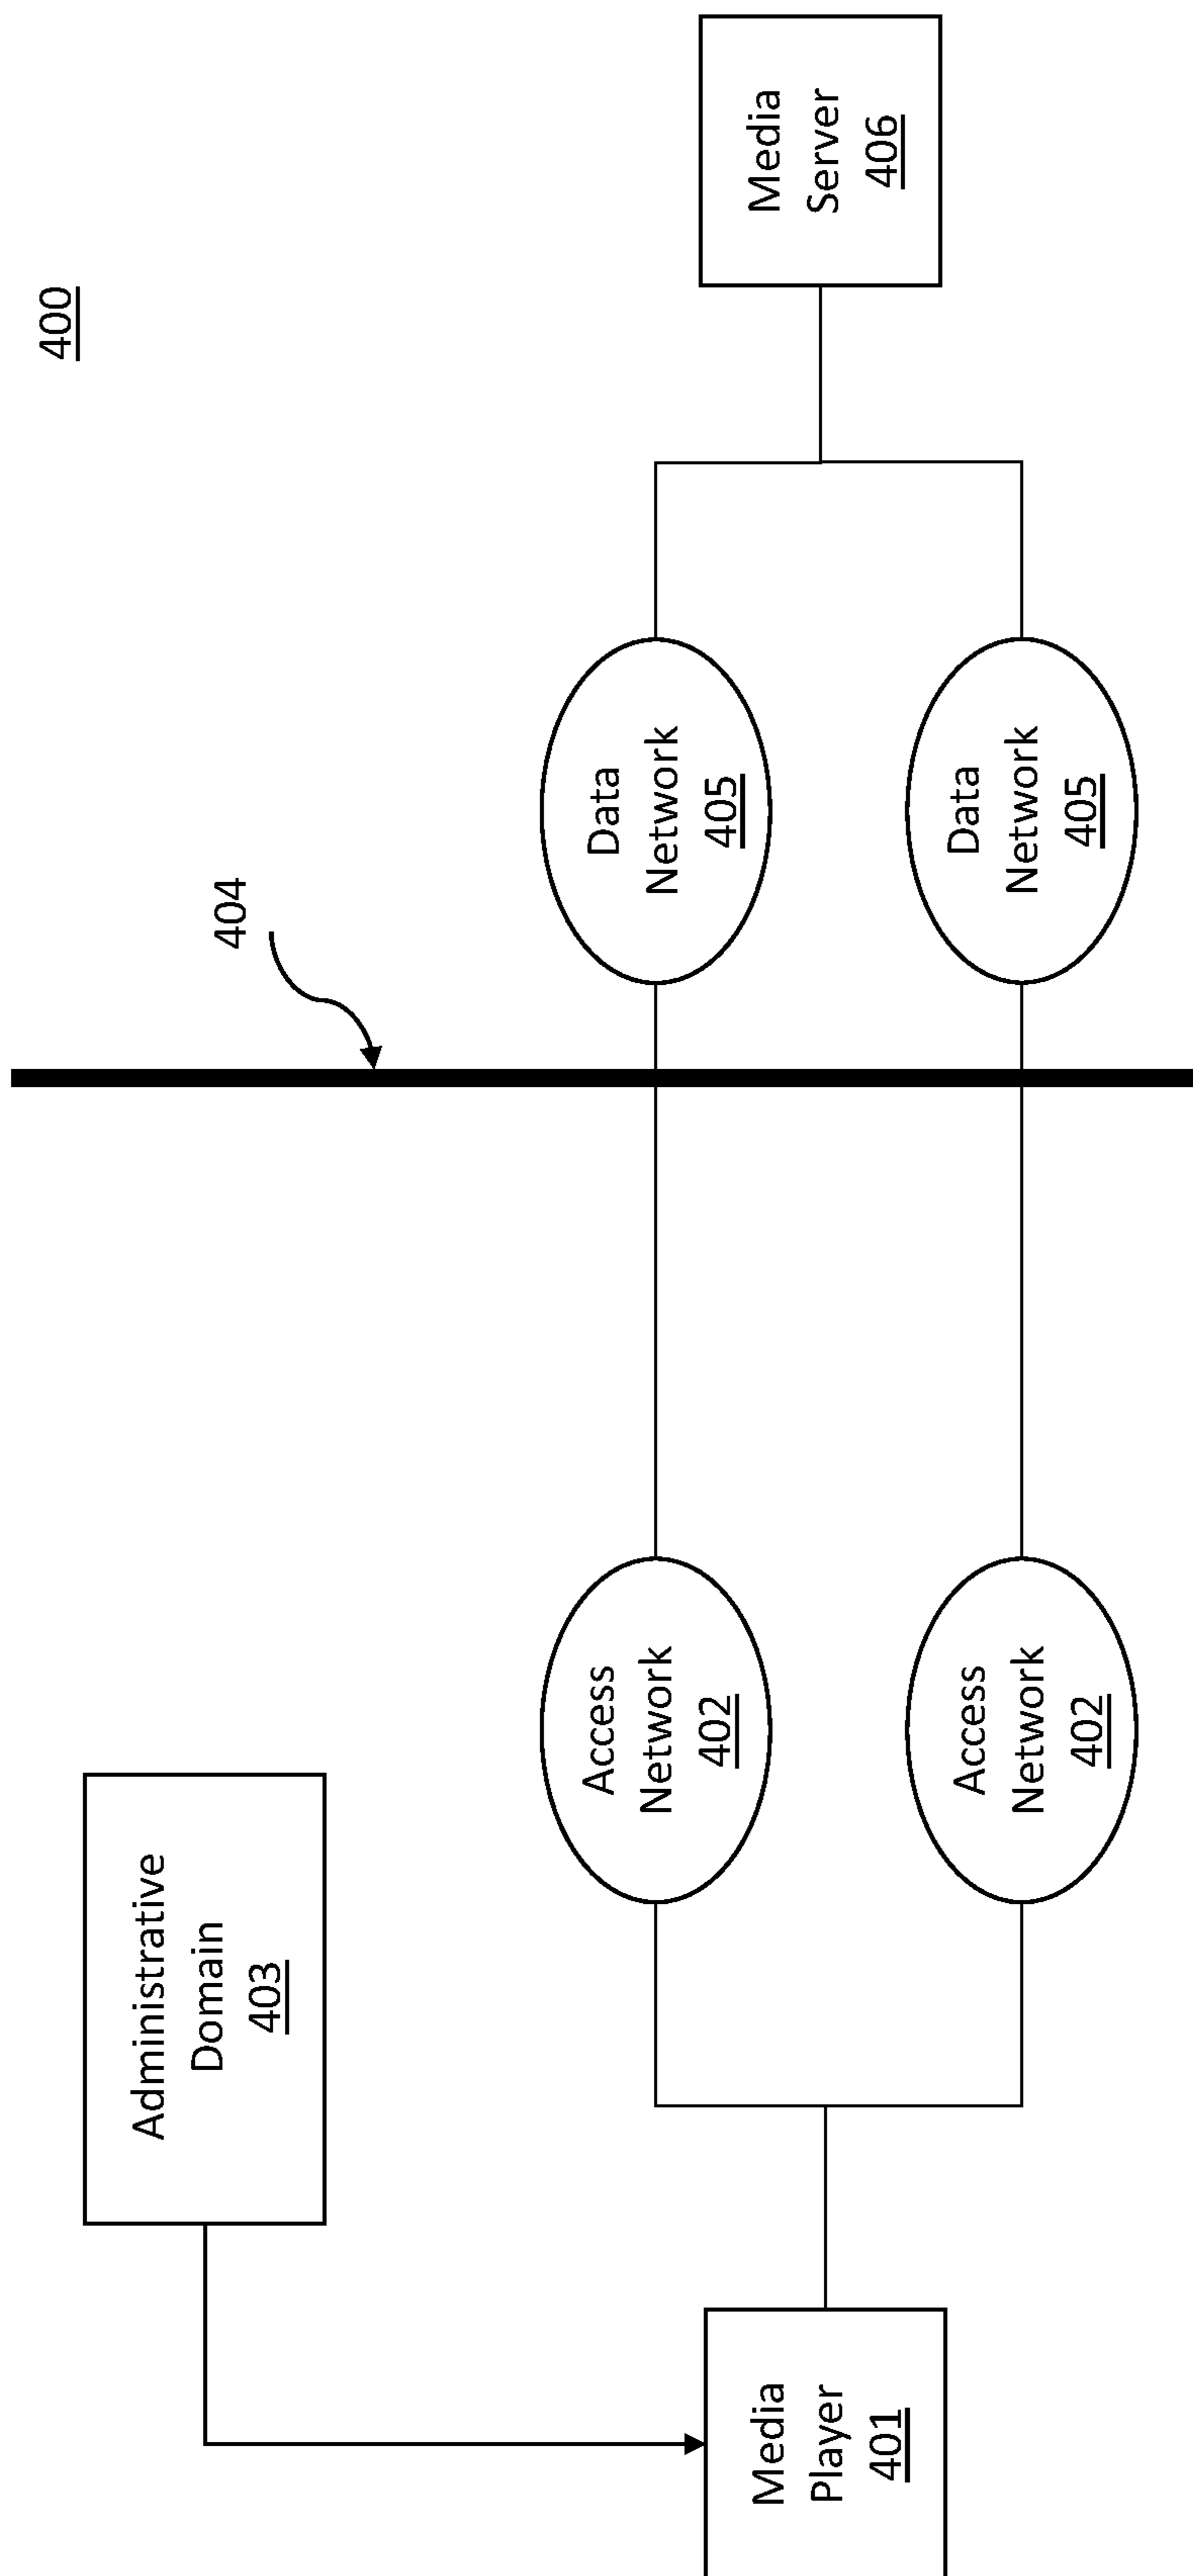 400
Administrative
Domain
403
404
Media
Player
401
Access
Network
402
Access
Network
402
Data
Network
405
Data
Network
405
Media
Server
406